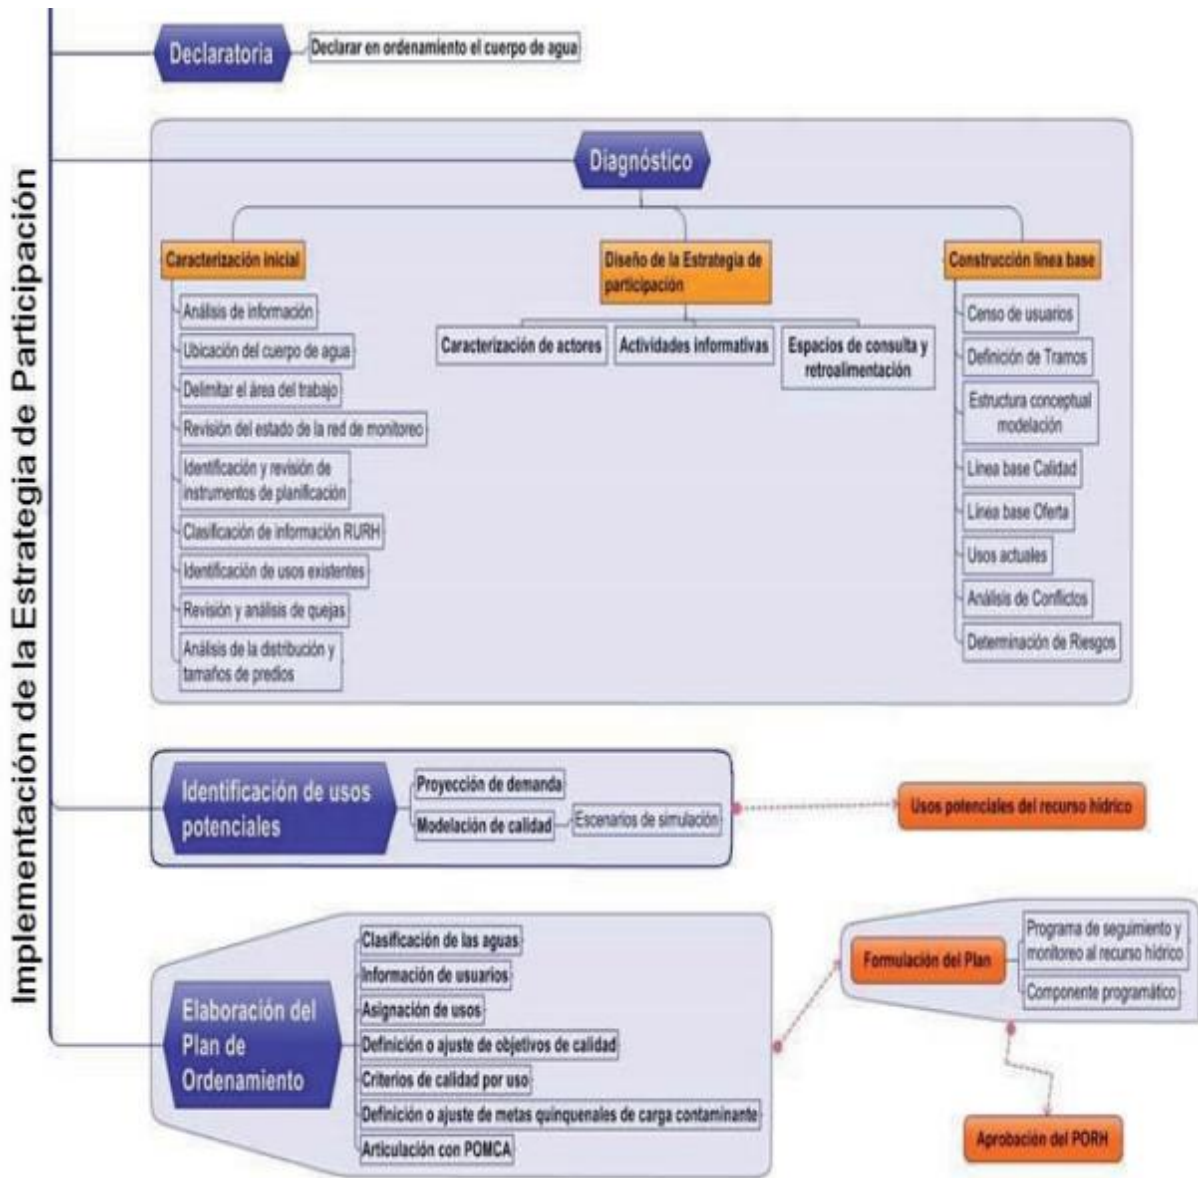 Implementación de la Estrategia de Participación
Declaratoria
Declarar en ordenamiento el cuerpo de agua
Diagnóstico
Caracterización inicial
Análisis de información
Ubicación del cuerpo de agua
Delimitar el área del trabajo
Revisión del estado de la red de monitoreo
Identificación y revisión de
instrumentos de planificación
Clasificación de información RURH
Identificación de usos existentes
Revisión y análisis de quejas
Análisis de la distribución y
tamaños de predios
Diseño de la Estrategia de
participación
Caracterización de actores
Actividades informativas
Espacios de consulta y
retroalimentación
Construcción línea base
Censo de usuarios
Definición de Tramos
Estructura conceptual
modelación
Línea base Calidad
Línea base Oferta
Usos actuales
Análisis de Conflictos
Determinación de Riesgos
Identificación de usos
potenciales
Proyección de demanda
Modelación de calidad
Escenarios de simulación
Usos potenciales del recurso hídrico
Elaboración del
Plan de
Ordenamiento
Clasificación de las aguas
Información de usuarios
Asignación de usos
Definición o ajuste de objetivos de calidad
Criterios de calidad por uso
Definición o ajuste de metas quinquenales de carga contaminante
Articulación con POMCA
Formulación del Plan
Programa de seguimiento y
monitoreo al recurso hídrico
Componente programático
Aprobación del PORH